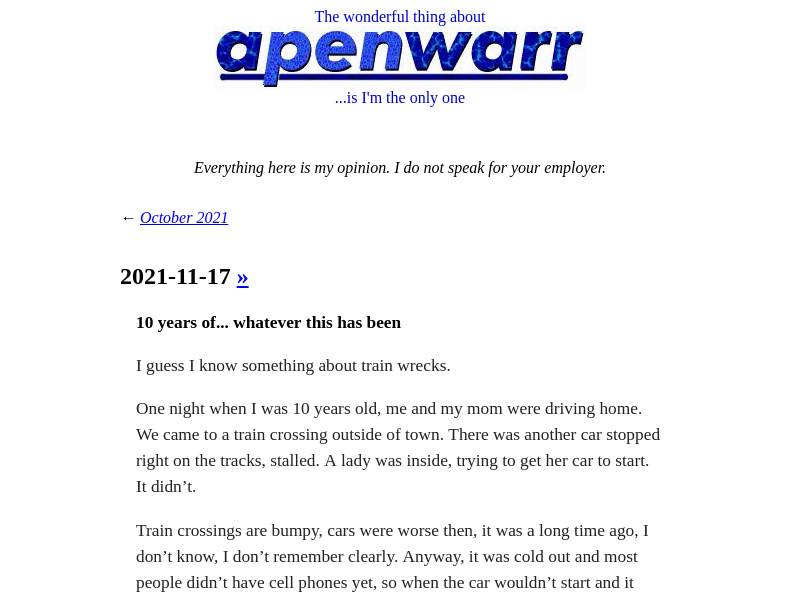 The wonderful thing about
apenwarr
...is I'm the only one
Everything here is my opinion. I do not speak for your employer.
← October 2021
2021-11-17 »
10 years of... whatever this has been
I guess I know something about train wrecks.
One night when I was 10 years old, me and my mom were driving home.
We came to a train crossing outside of town. There was another car stopped
right on the tracks, stalled. A lady was inside, trying to get her car to start.
It didn’t.
Train crossings are bumpy, cars were worse then, it was a long time ago, I
don’t know, I don’t remember clearly. Anyway, it was cold out and most
people didn’t have cell phones yet, so when the car wouldn’t start and it